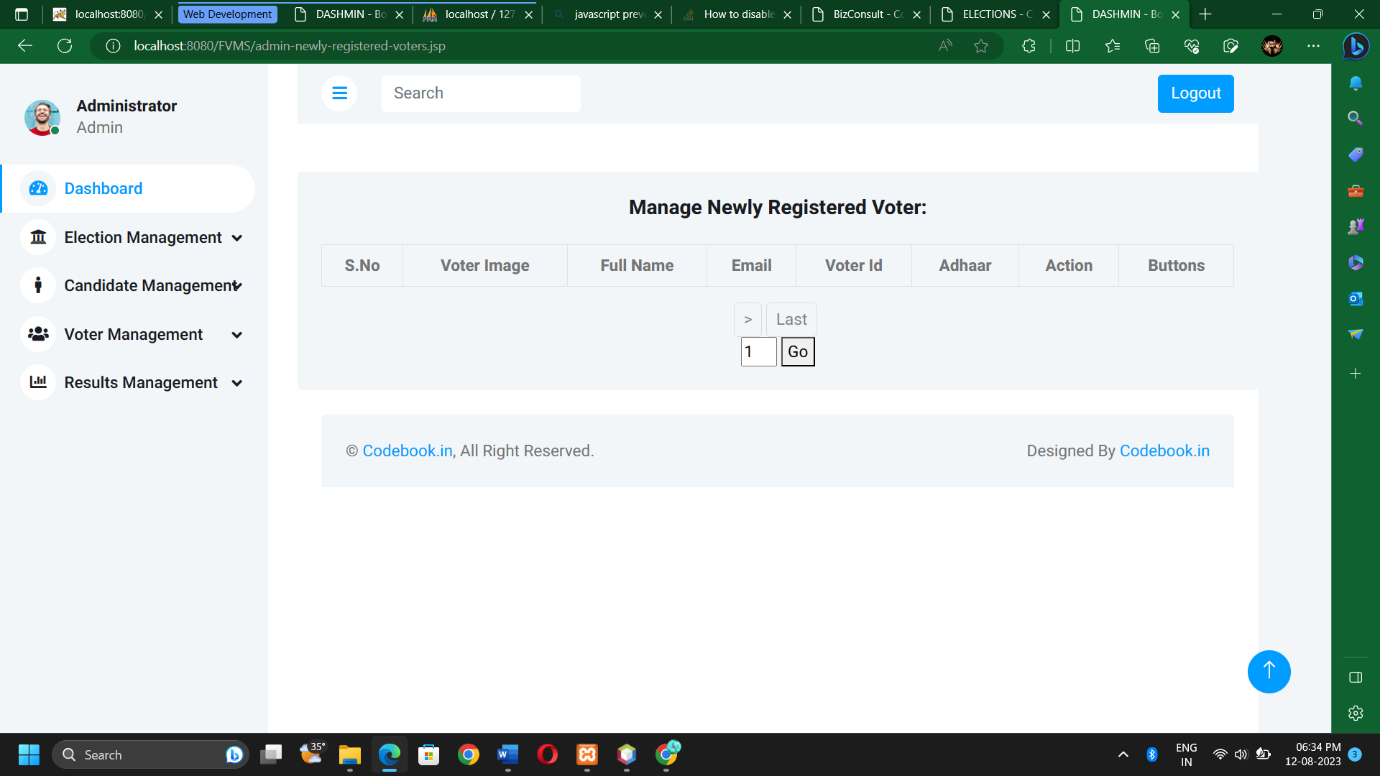 localhost:8080/
Web Development
DASHMIN - Bo
localhost / 127
javascript prev
How to disable
BizConsult - Co
ELECTIONS - C
DASHMIN - Bo
localhost:8080/FVMS/admin-newly-registered-voters.jsp
Administrator
Admin
Search
Logout
Dashboard
Election Management
Candidate Management
Voter Management
Results Management
Manage Newly Registered Voter:
S.No Voter Image Full Name Email Voter Id Adhaar Action Buttons
> Last
1 Go
© Codebook.in, All Right Reserved.
Designed By Codebook.in
Search
35°
ENG
IN
06:34 PM
12-08-2023
3